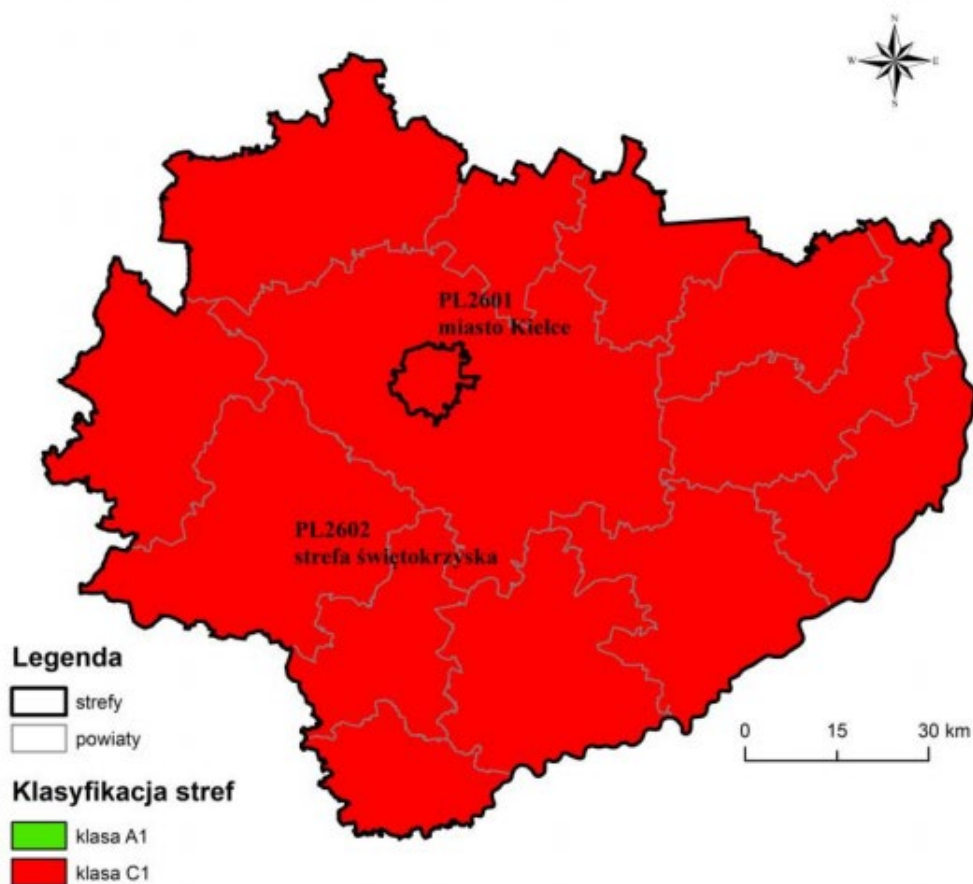 N
W E
S
PL2601
miasto Kielce
PL2602
strefa świętokrzyska
Legenda
strefy
powiaty
0 15 30 km
Klasyfikacja stref
klasa A1
klasa C1